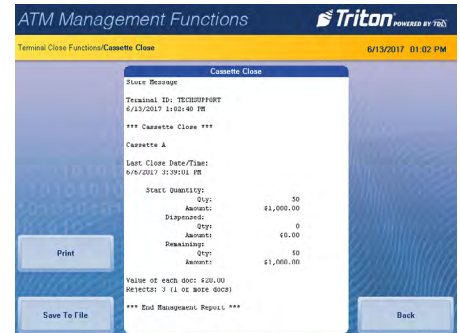 ATM Management Functions
Triton POWERED BY TDL
Terminal Close Functions/Cassette Close
6/13/2017 01:02 PM
Cassette Close
Store Message
Terminal ID: TECHSUPPORT
6/13/2017 1:02:40 PM
*** Cassette Close ***
Cassette A
Last Close Date/Time:
6/6/2017 3:39:01 PM
Start Quantity:
Qty: 50
Amount: $1,000.00
Dispensed:
Qty: 0
Amount: $0.00
Remaining:
Qty: 50
Amount: $1,000.00
Value of each doc: $20.00
Rejects: 3 (1 or more docs)
*** End Management Report ***
Print
Save To File
Back